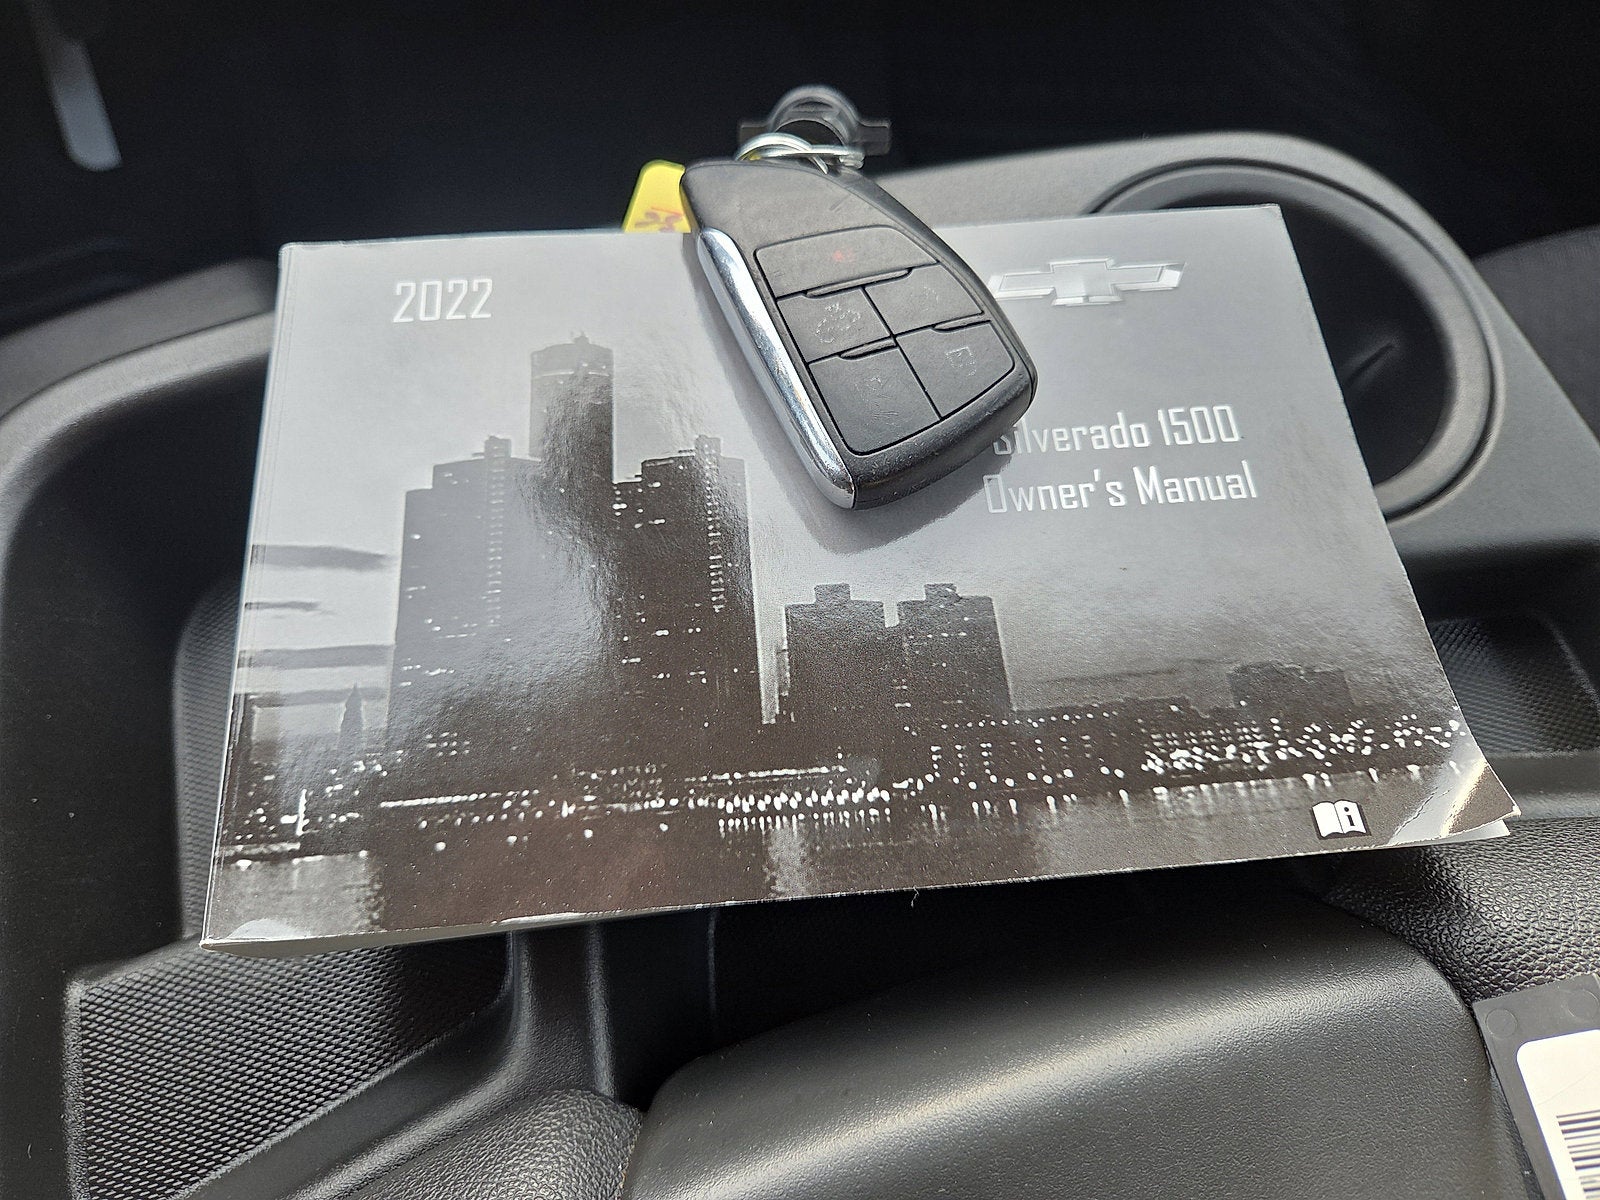 2022
Silverado 1500
Owner's Manual
i